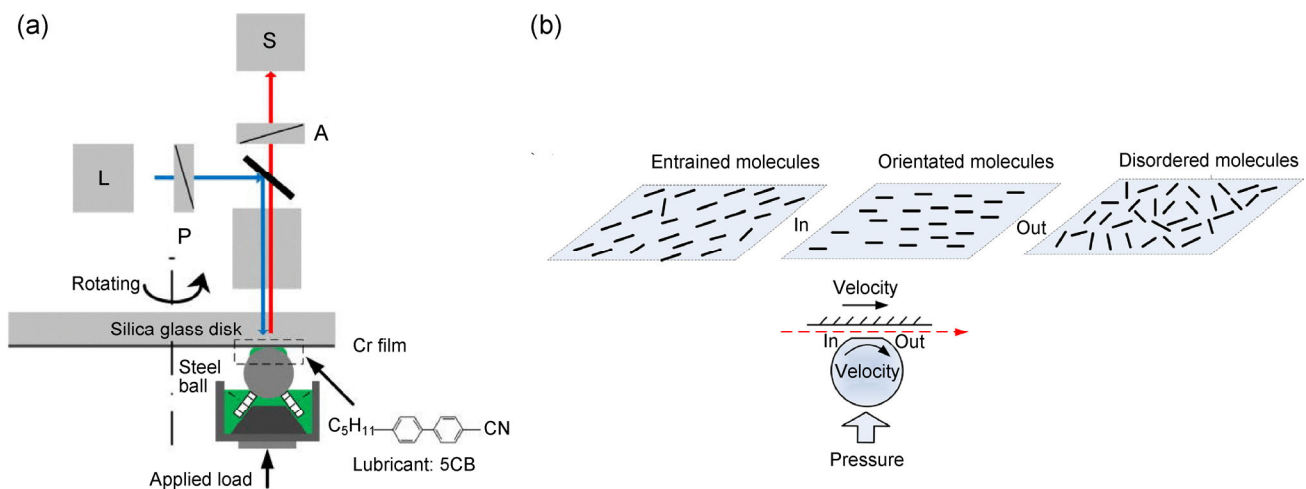 (a)
S
A
L
P
Rotating
Silica glass disk
Cr film
Steel
ball
C₅H₁₁
CN
Lubricant: 5CB
Applied load
(b)
Entrained molecules
Orientated molecules
Disordered molecules
In
Out
Velocity
In
Out
Velocity
Pressure